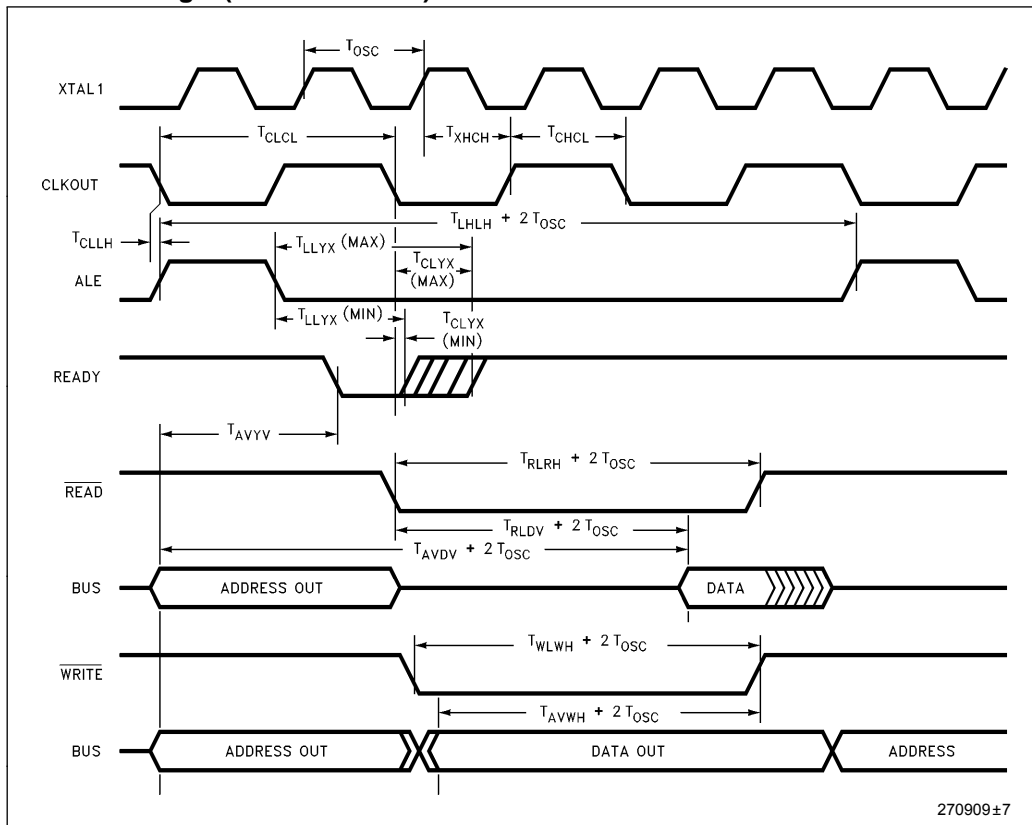 T_OSC
XTAL1
T_CLCL
T_XHCH
T_CHCL
CLKOUT
T_LHLH + 2 T_OSC
T_CLLH
T_LLYX (MAX)
T_CLYX
(MAX)
ALE
T_LLYX (MIN)
T_CLYX
(MIN)
READY
T_AVYV
T_RLRH + 2 T_OSC
READ
T_RLDV + 2 T_OSC
T_AVDV + 2 T_OSC
BUS
ADDRESS OUT
DATA
T_WLWH + 2 T_OSC
WRITE
T_AVWH + 2 T_OSC
BUS
ADDRESS OUT
DATA OUT
ADDRESS
270909±7